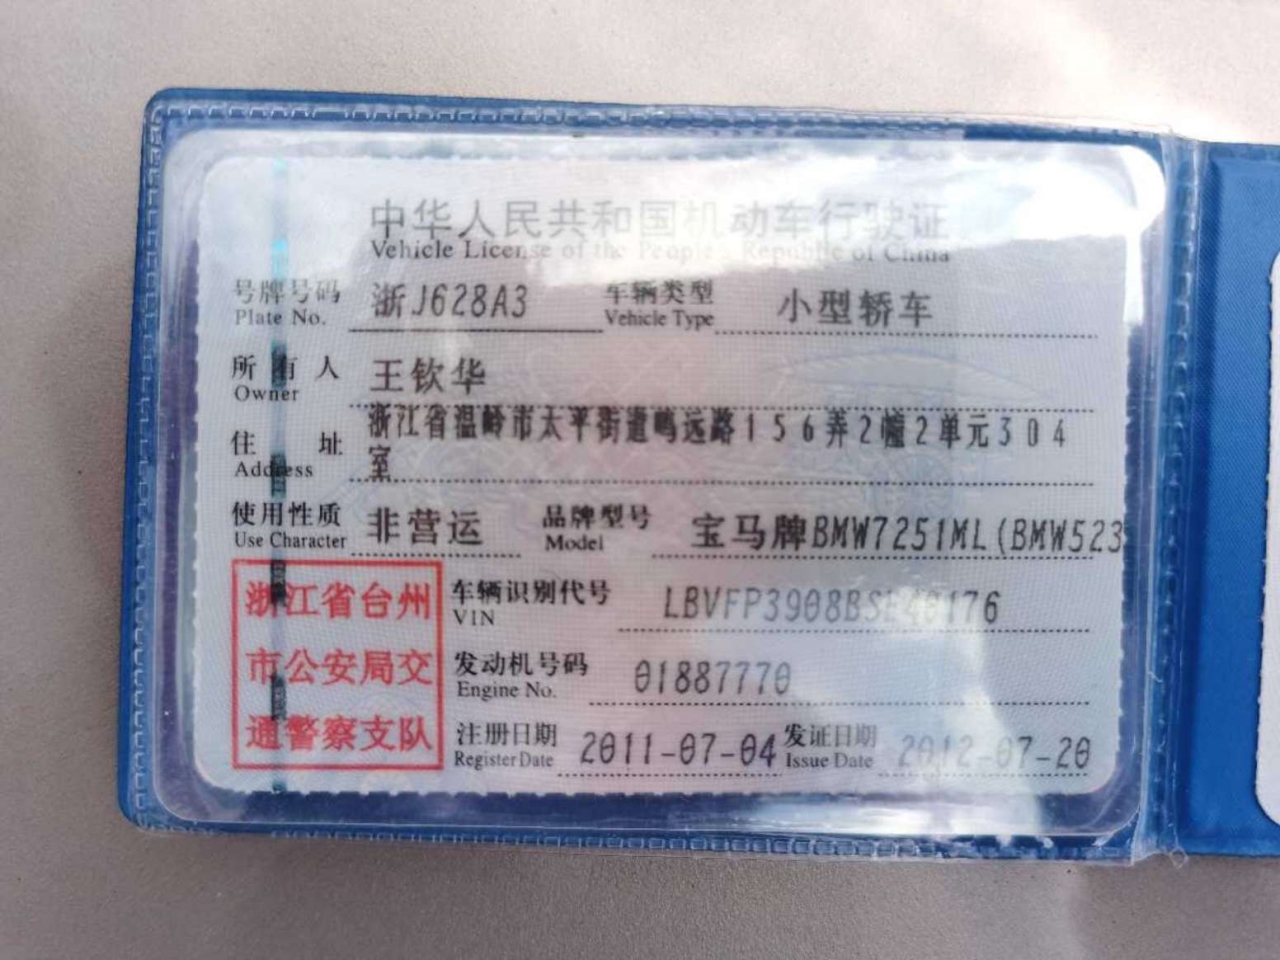 中华人民共和国机动车行驶证
Vehicle License of the People's Republic of China
号牌号码 浙J628A3 车辆类型 小型轿车
Plate No. Vehicle Type
所有人 王钦华
Owner
住址 浙江省温岭市太平街道鸣远路156弄2幢2单元304
Address 室
使用性质 非营运 品牌型号 宝马牌BMW7251ML(BMW523
Use Character Model
浙江省台州
市公安局交
通警察支队
车辆识别代号 LBVFP3908BSE40176
VIN
发动机号码 01887770
Engine No.
注册日期 2011-07-04 发证日期 2012-07-20
Register Date Issue Date